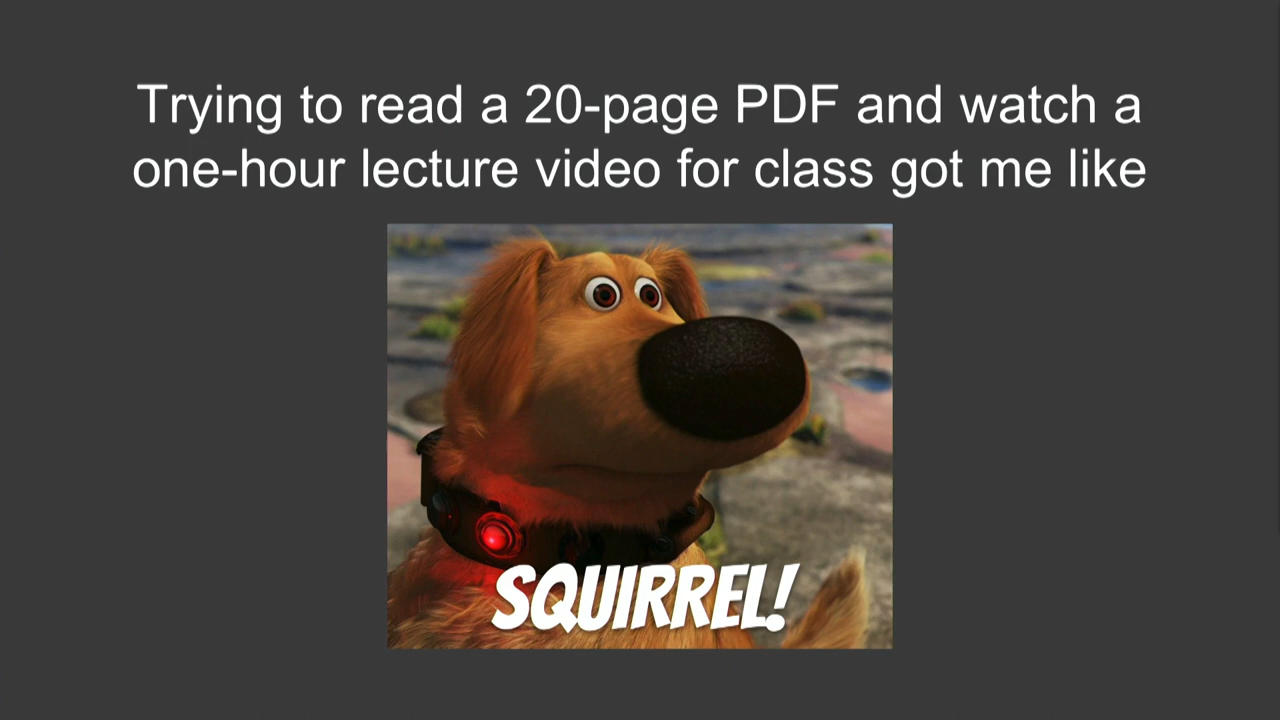 Trying to read a 20-page PDF and watch a
one-hour lecture video for class got me like
SQUIRREL!